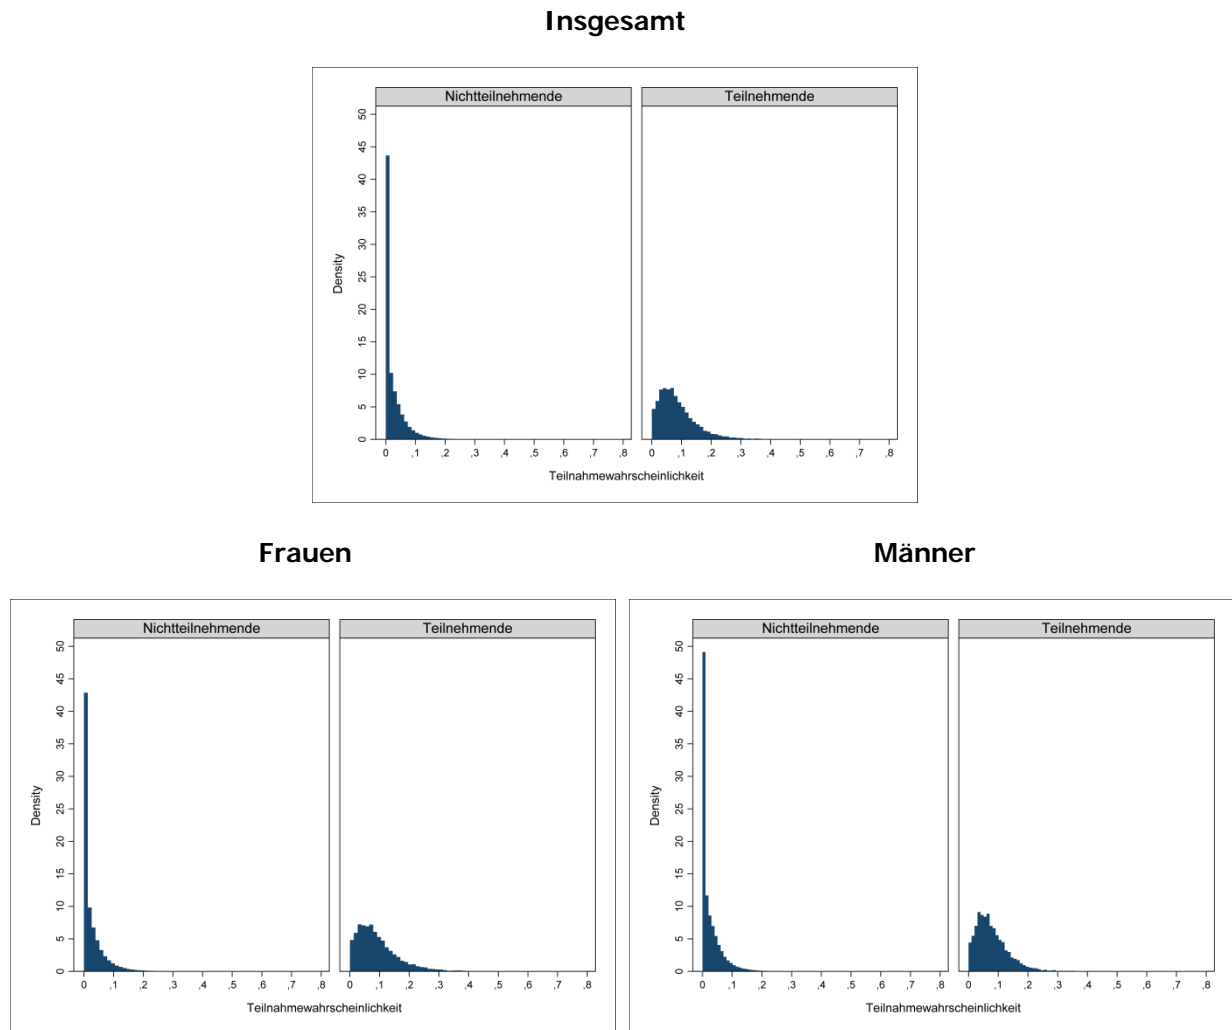 Insgesamt
Nichtteilnehmende Teilnehmende
Density
50
45
40
35
30
25
20
15
10
5
0
0 ,1 ,2 ,3 ,4 ,5 ,6 ,7 ,8 0 ,1 ,2 ,3 ,4 ,5 ,6 ,7 ,8
Teilnahmewahrscheinlichkeit
Frauen
Nichtteilnehmende Teilnehmende
Density
50
45
40
35
30
25
20
15
10
5
0
0 ,1 ,2 ,3 ,4 ,5 ,6 ,7 ,8 0 ,1 ,2 ,3 ,4 ,5 ,6 ,7 ,8
Teilnahmewahrscheinlichkeit
Männer
Nichtteilnehmende Teilnehmende
Density
50
45
40
35
30
25
20
15
10
5
0
0 ,1 ,2 ,3 ,4 ,5 ,6 ,7 ,8 0 ,1 ,2 ,3 ,4 ,5 ,6 ,7 ,8
Teilnahmewahrscheinlichkeit